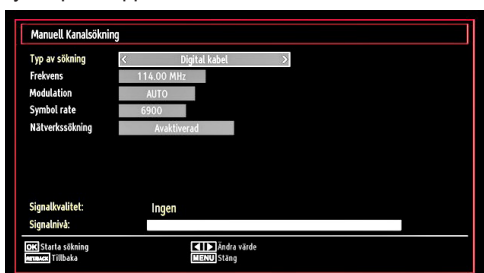 Manuell Kanalsökning
Typ av sökning < Digital kabel >
Frekvens 114.00 MHz
Modulation AUTO
Symbol rate 6900
Nätverkssökning Avaktiverad
Signalkvalitet: Ingen
Signalnivå:
OK Starta sökning ◀▶ Ändra värde
Tillbaka MENU Stäng